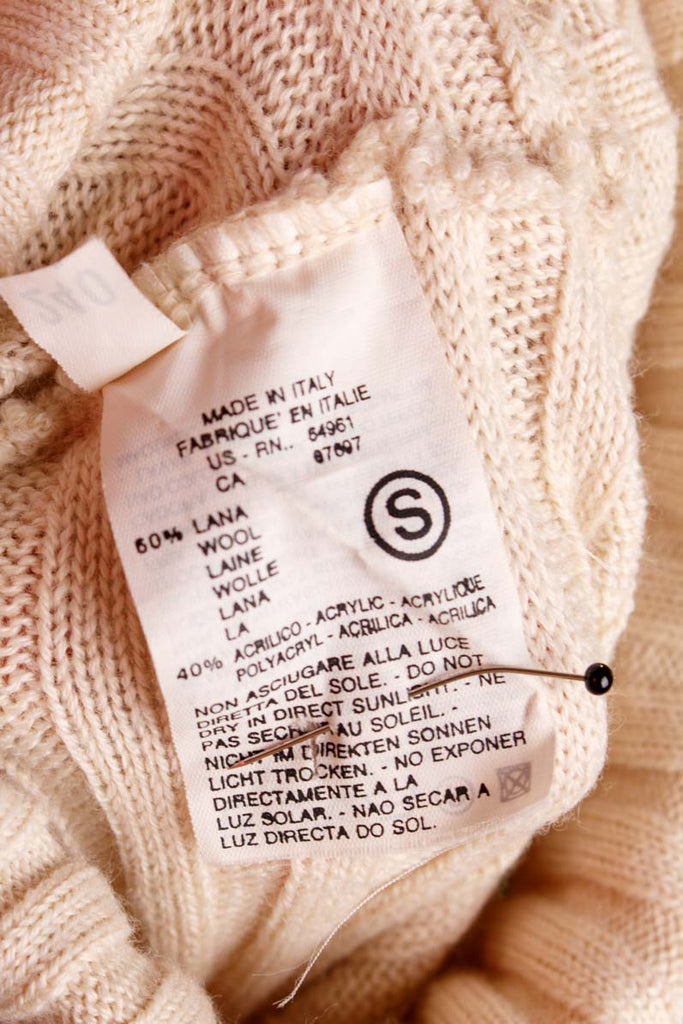 240
MADE IN ITALY
FABRIQUE' EN ITALIE
US - RN.. 54961
CA 07697
S
60% LANA
WOOL
LAINE
WOLLE
LANA
LA
40% ACRILICO - ACRYLIC - ACRYLIQUE
POLYACRYL - ACRILICA - ACRILICA
NON ASCIUGARE ALLA LUCE
DIRETTA DEL SOLE. - DO NOT
DRY IN DIRECT SUNLIGHT. - NE
PAS AU SOLEIL. -
NICHT IM DIREKTEN SONNEN
LICHT TROCKEN. - NO EXPONER
DIRECTAMENTE A LA
LUZ SOLAR. - NAO SECAR A
LUZ DIRECTA DO SOL.